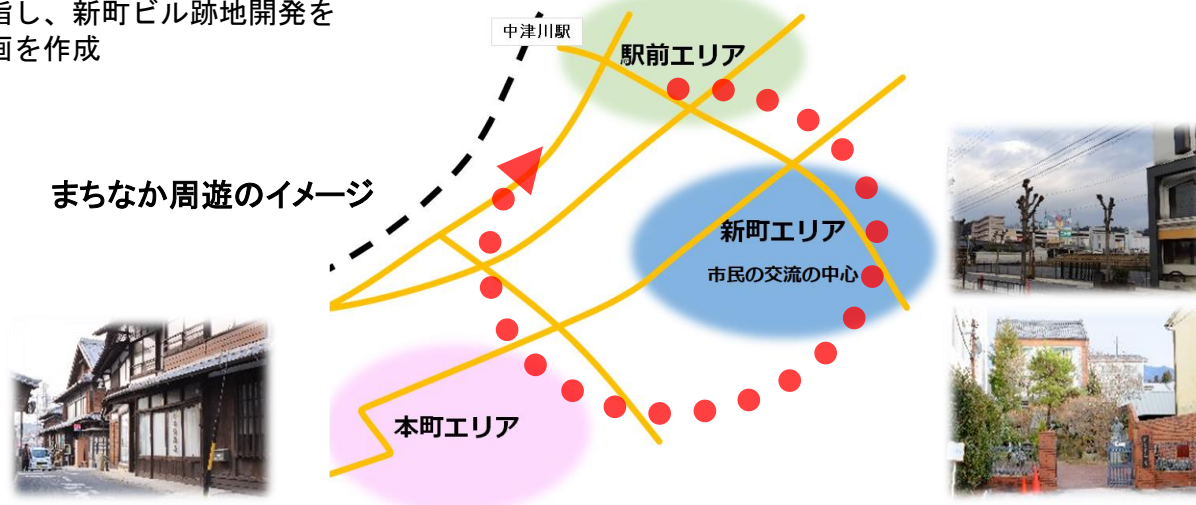 指し、新町ビル跡地開発を
画を作成
中津川駅
駅前エリア
まちなか周遊のイメージ
新町エリア
市民の交流の中心
本町エリア